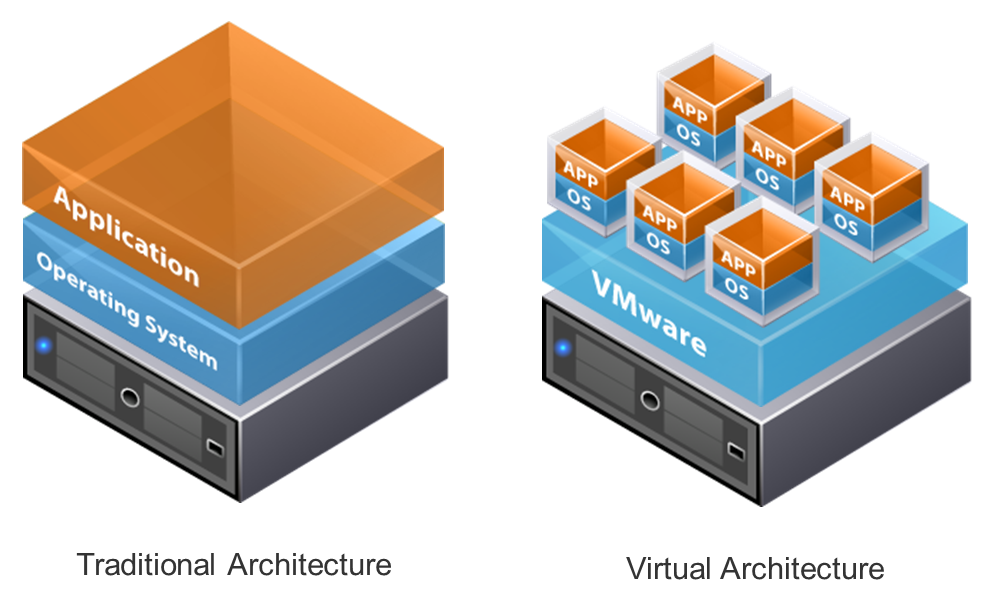 Application
Operating System
Traditional Architecture
APP
OS
APP
OS
APP
OS
APP
OS
APP
OS
APP
OS
VMware
Virtual Architecture